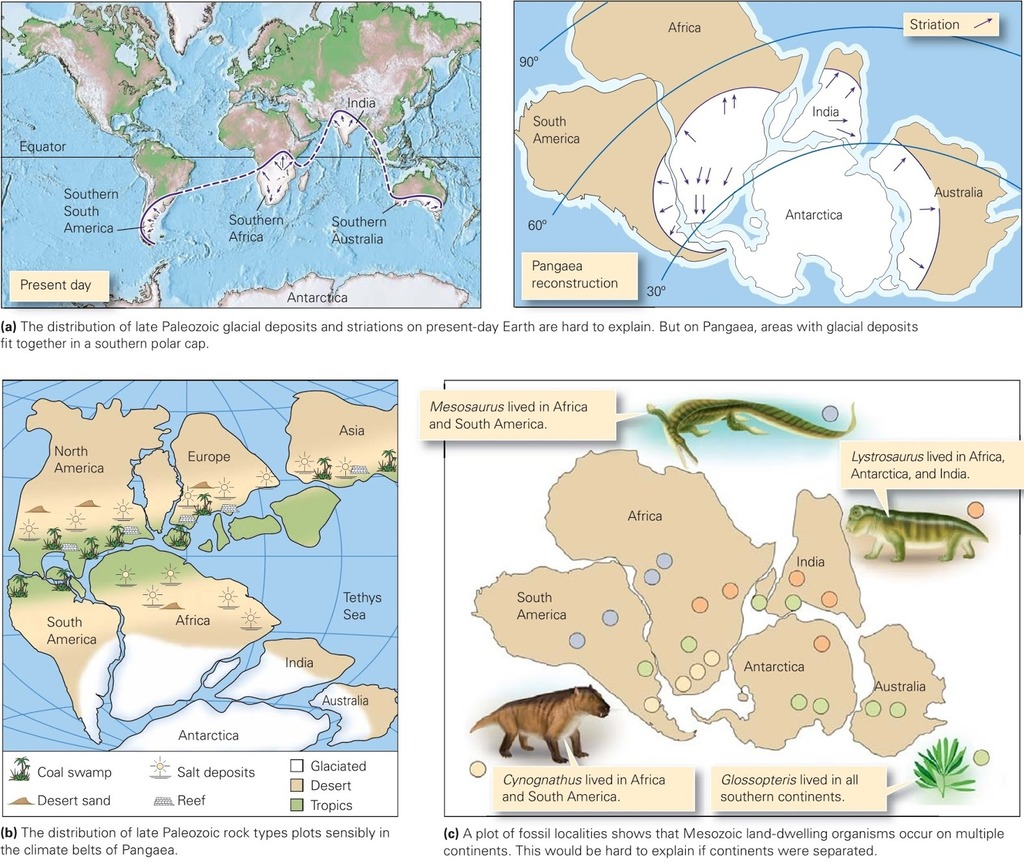 India
Equator
Southern
South
America
Southern
Africa
Southern
Australia
Present day
Antarctica
Africa
Striation
90°
South
America
India
Australia
Antarctica
60°
Pangaea
reconstruction
30°
(a) The distribution of late Paleozoic glacial deposits and striations on present-day Earth are hard to explain. But on Pangaea, areas with glacial deposits
fit together in a southern polar cap.
North
America
Europe
Asia
Tethys
Sea
South
America
Africa
India
Australia
Antarctica
Coal swamp
Salt deposits
Glaciated
Desert
Desert sand
Reef
Tropics
(b) The distribution of late Paleozoic rock types plots sensibly in
the climate belts of Pangaea.
Mesosaurus lived in Africa
and South America.
Lystrosaurus lived in Africa,
Antarctica, and India.
Africa
India
South
America
Antarctica
Australia
Cynognathus lived in Africa
and South America.
Glossopteris lived in all
southern continents.
(c) A plot of fossil localities shows that Mesozoic land-dwelling organisms occur on multiple
continents. This would be hard to explain if continents were separated.